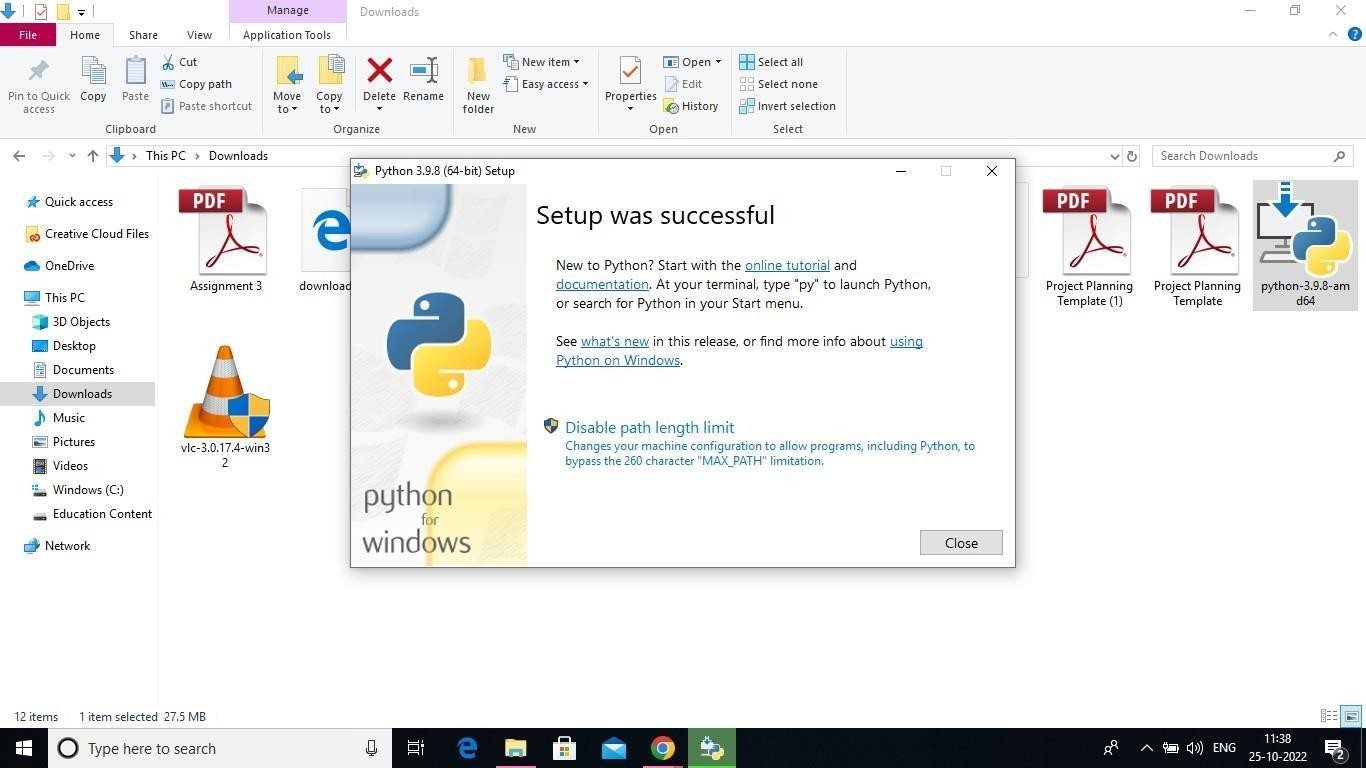 Manage
Downloads
File
Home
Share
View
Application Tools
Pin to Quick
access
Copy
Paste
Cut
Copy path
Paste shortcut
Clipboard
Move
to
Copy
to
Delete
Rename
Organize
New
folder
New item
Easy access
New
Properties
Open
Edit
History
Open
Select all
Select none
Invert selection
Select
This PC > Downloads
Search Downloads
Quick access
Creative Cloud Files
OneDrive
This PC
3D Objects
Desktop
Documents
Downloads
Music
Pictures
Videos
Windows (C:)
Education Content
Network
PDF
Assignment 3
download
vlc-3.0.17.4-win3
2
PDF
Project Planning
Template (1)
PDF
Project Planning
Template
python-3.9.8-am
d64
Python 3.9.8 (64-bit) Setup
Setup was successful
New to Python? Start with the online tutorial and
documentation. At your terminal, type "py" to launch Python,
or search for Python in your Start menu.
See what's new in this release, or find more info about using
Python on Windows.
Disable path length limit
Changes your machine configuration to allow programs, including Python, to
bypass the 260 character "MAX_PATH" limitation.
python
for
windows
Close
12 items
1 item selected 27.5 MB
Type here to search
ENG
11:38
25-10-2022
2